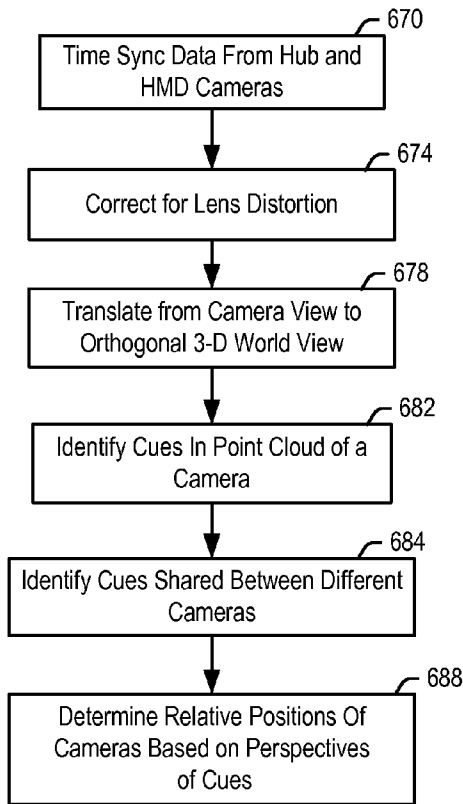 670
Time Sync Data From Hub and
HMD Cameras
674
Correct for Lens Distortion
678
Translate from Camera View to
Orthogonal 3-D World View
682
Identify Cues In Point Cloud of a
Camera
684
Identify Cues Shared Between Different
Cameras
688
Determine Relative Positions Of
Cameras Based on Perspectives
of Cues